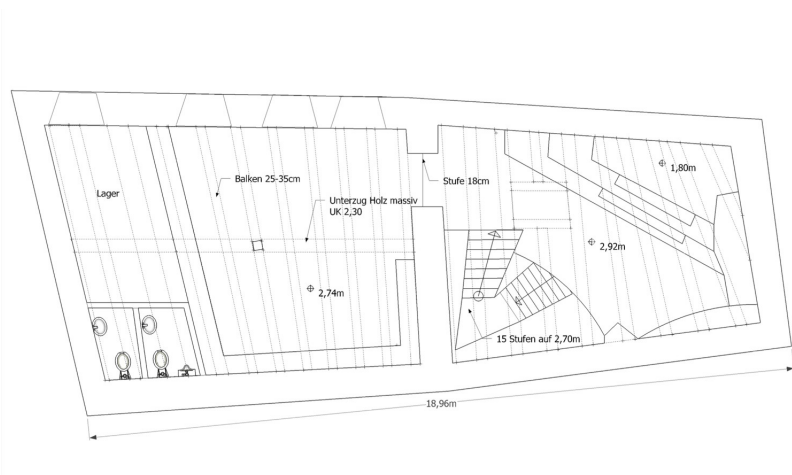 Lager
Balken 25-35cm
Unterzug Holz massiv
UK 2,30
Stufe 18cm
1,80m
2,92m
2,74m
15 Stufen auf 2,70m
18,96m